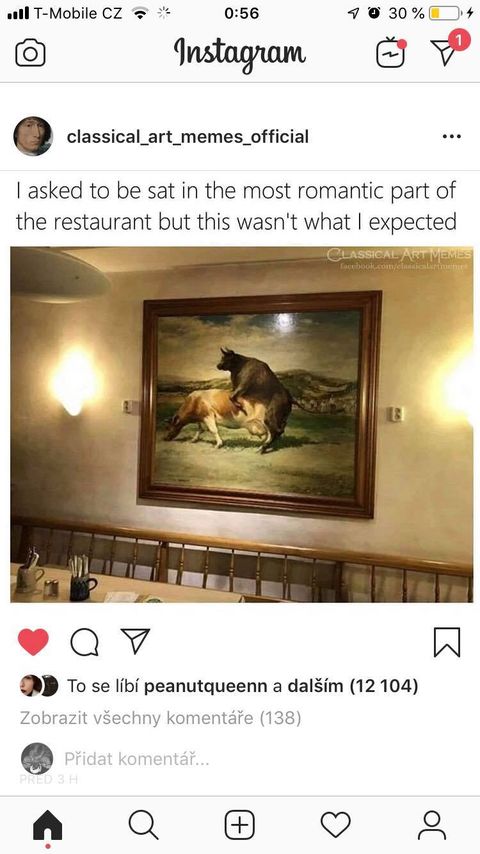 T-Mobile CZ 0:56 30 %
Instagram 1
classical_art_memes_official
I asked to be sat in the most romantic part of
the restaurant but this wasn't what I expected
CLASSICAL ART MEMES
facebook.com/classicalartmemes
To se líbí peanutqueenn a dalším (12 104)
Zobrazit všechny komentáře (138)
Přidat komentář...
PŘED 3 H